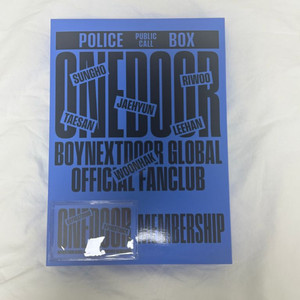 POLICE PUBLIC CALL BOX
SUNGHO
RIWOO
ONEDOOR
JAEHYUN
TAESAN
LEEHAN
BOYNEXTDOOR GLOBAL
WOONHAK
OFFICIAL FANCLUB
ONEDOOR MEMBERSHIP